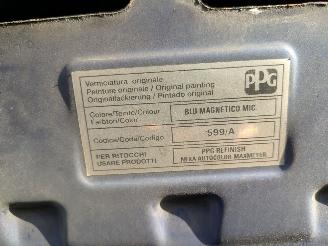 Verniciatura originale
Peinture originale / Original painting
Originallackierung / Pintado original
PPG
Colore/Teinte/Colour
Farbton/Color
BLU MAGNETICO MIC.
Codice/Code/Codigo
599/A
PER RITOCCHI
USARE PRODOTTI
PPG REFINISH
NEXA AUTOCOLOR MAXMEYER